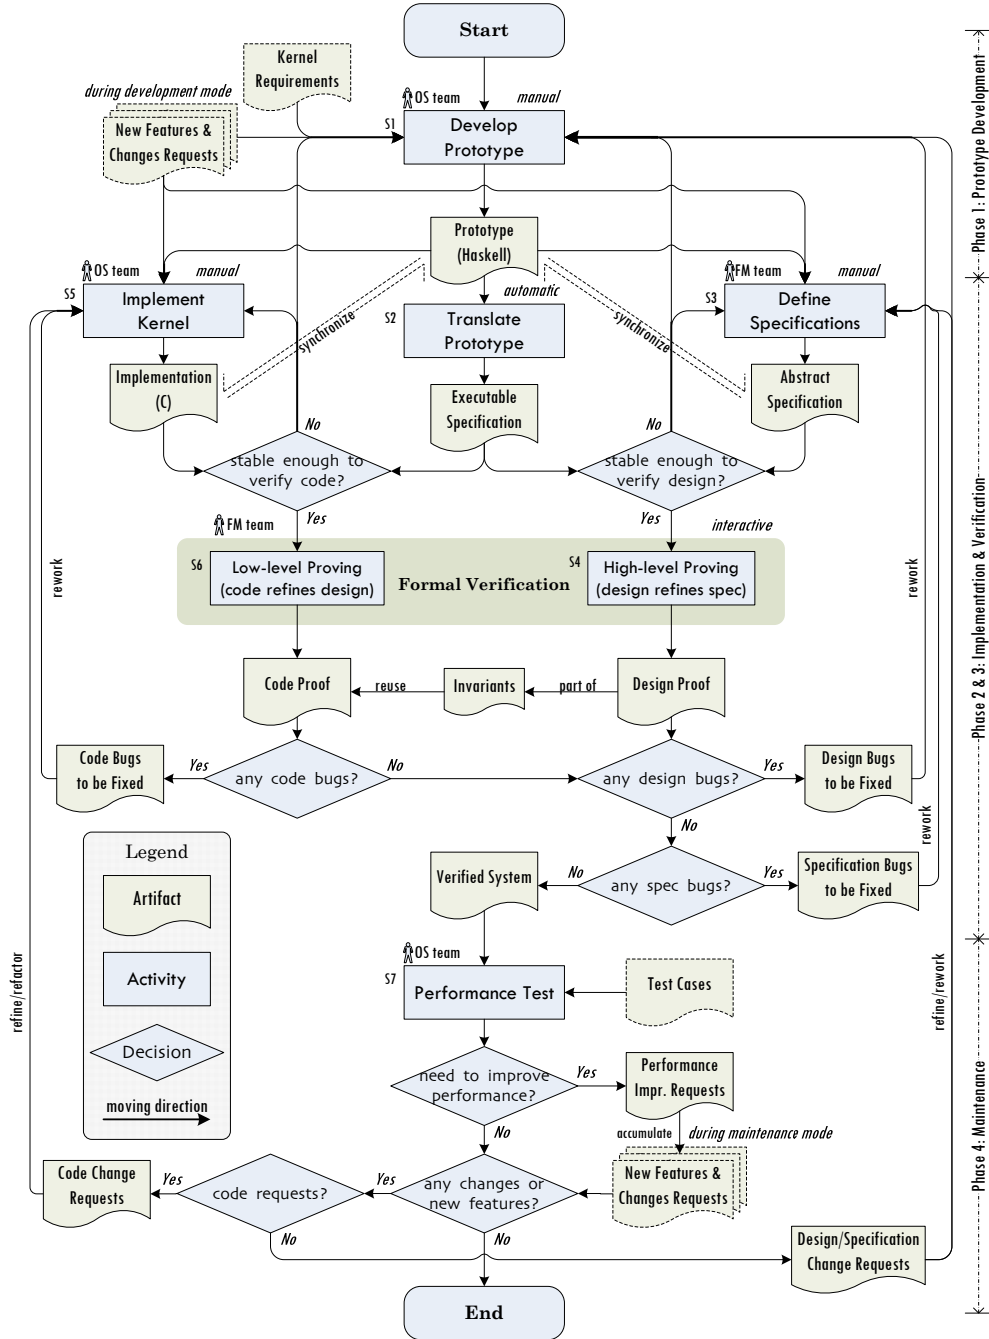 Start
Kernel
Requirements
during development mode
New Features &
Changes Requests
OS team
manual
S1
Develop
Prototype
Phase 1: Prototype Development
Prototype
(Haskell)
OS team
manual
S5
Implement
Kernel
automatic
S2
Translate
Prototype
FM team
manual
S3
Define
Specifications
synchronize
synchronize
Implementation
(C)
Executable
Specification
Abstract
Specification
No
No
stable enough to
verify code?
stable enough to
verify design?
Yes
Yes
FM team
interactive
S6
Low-level Proving
(code refines design)
Formal Verification
S4
High-level Proving
(design refines spec)
rework
rework
Phase 2 & 3: Implementation & Verification
Code Proof
reuse
Invariants
part of
Design Proof
Code Bugs
to be Fixed
Yes
any code bugs?
No
any design bugs?
Yes
Design Bugs
to be Fixed
No
rework
Verified System
No
any spec bugs?
Yes
Specification Bugs
to be Fixed
Legend
Artifact
Activity
Decision
moving direction
refine/refactor
refine/rework
OS team
S7
Performance Test
Test Cases
need to improve
performance?
Yes
Performance
Impr. Requests
No
accumulate
during maintenance mode
New Features &
Changes Requests
Phase 4: Maintenance
Code Change
Requests
Yes
code requests?
Yes
any changes or
new features?
No
No
Design/Specification
Change Requests
End